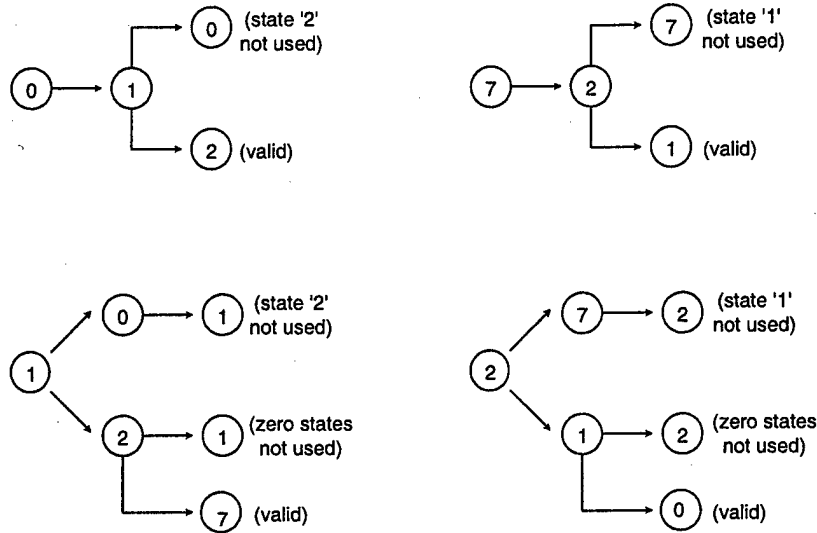 0 (state '2'
not used)
0 1
2 (valid)
7 (state '1'
not used)
7 2
1 (valid)
0 1 (state '2'
not used)
1
2 1 (zero states
not used)
7 (valid)
7 2 (state '1'
not used)
2
1 2 (zero states
not used)
0 (valid)